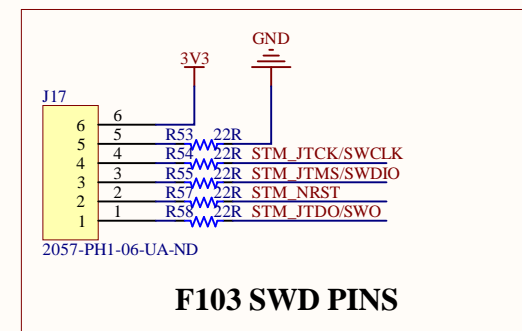 GND
3V3
J17
6 6
5 5 R53 22R
4 4 R54 22R STM_JTCK/SWCLK
3 3 R55 22R STM_JTMS/SWDIO
2 2 R57 22R STM_NRST
1 1 R58 22R STM_JTDO/SWO
2057-PH1-06-UA-ND
F103 SWD PINS